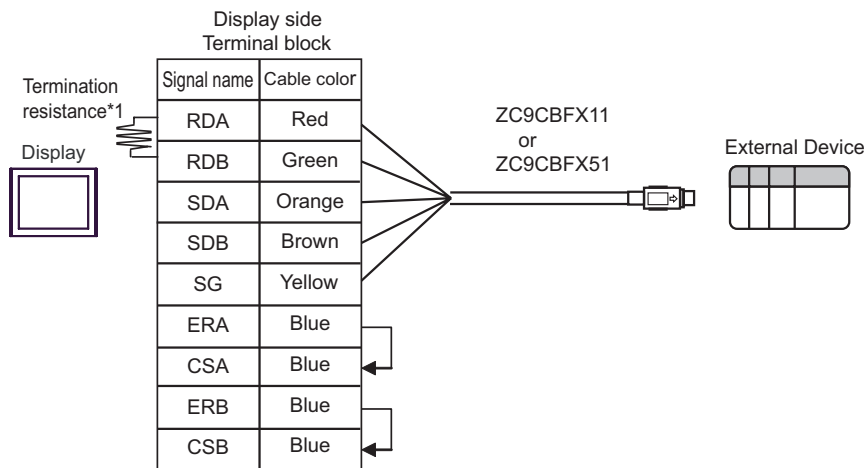 Display side
Terminal block
Signal name Cable color
Termination
resistance*1
RDA Red
ZC9CBFX11
or
ZC9CBFX51
External Device
Display
RDB Green
SDA Orange
SDB Brown
SG Yellow
ERA Blue
CSA Blue
ERB Blue
CSB Blue